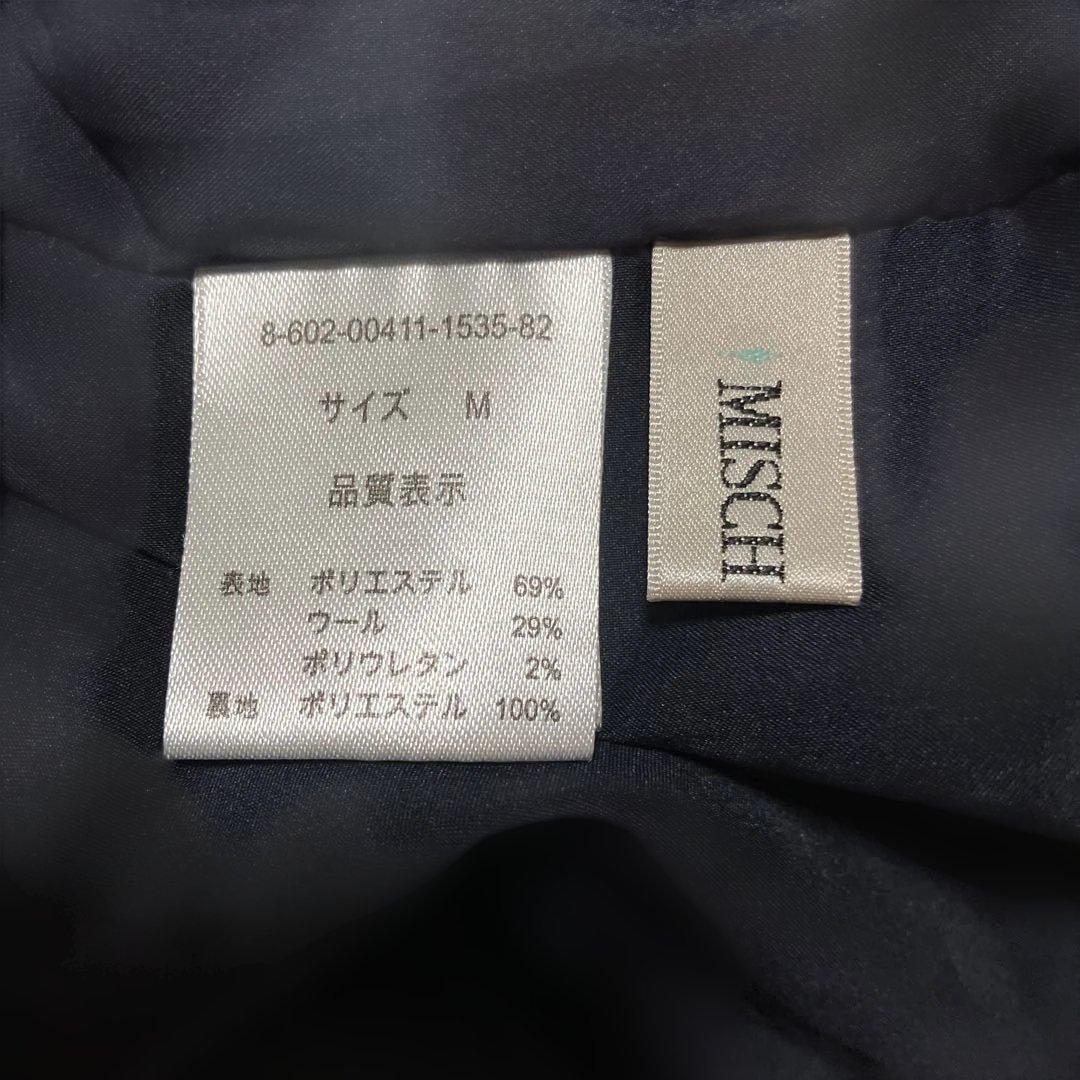 8-602-00411-1535-82
サイズ M
品質表示
表地 ポリエステル 69%
ウール 29%
ポリウレタン 2%
裏地 ポリエステル 100%
MISCH